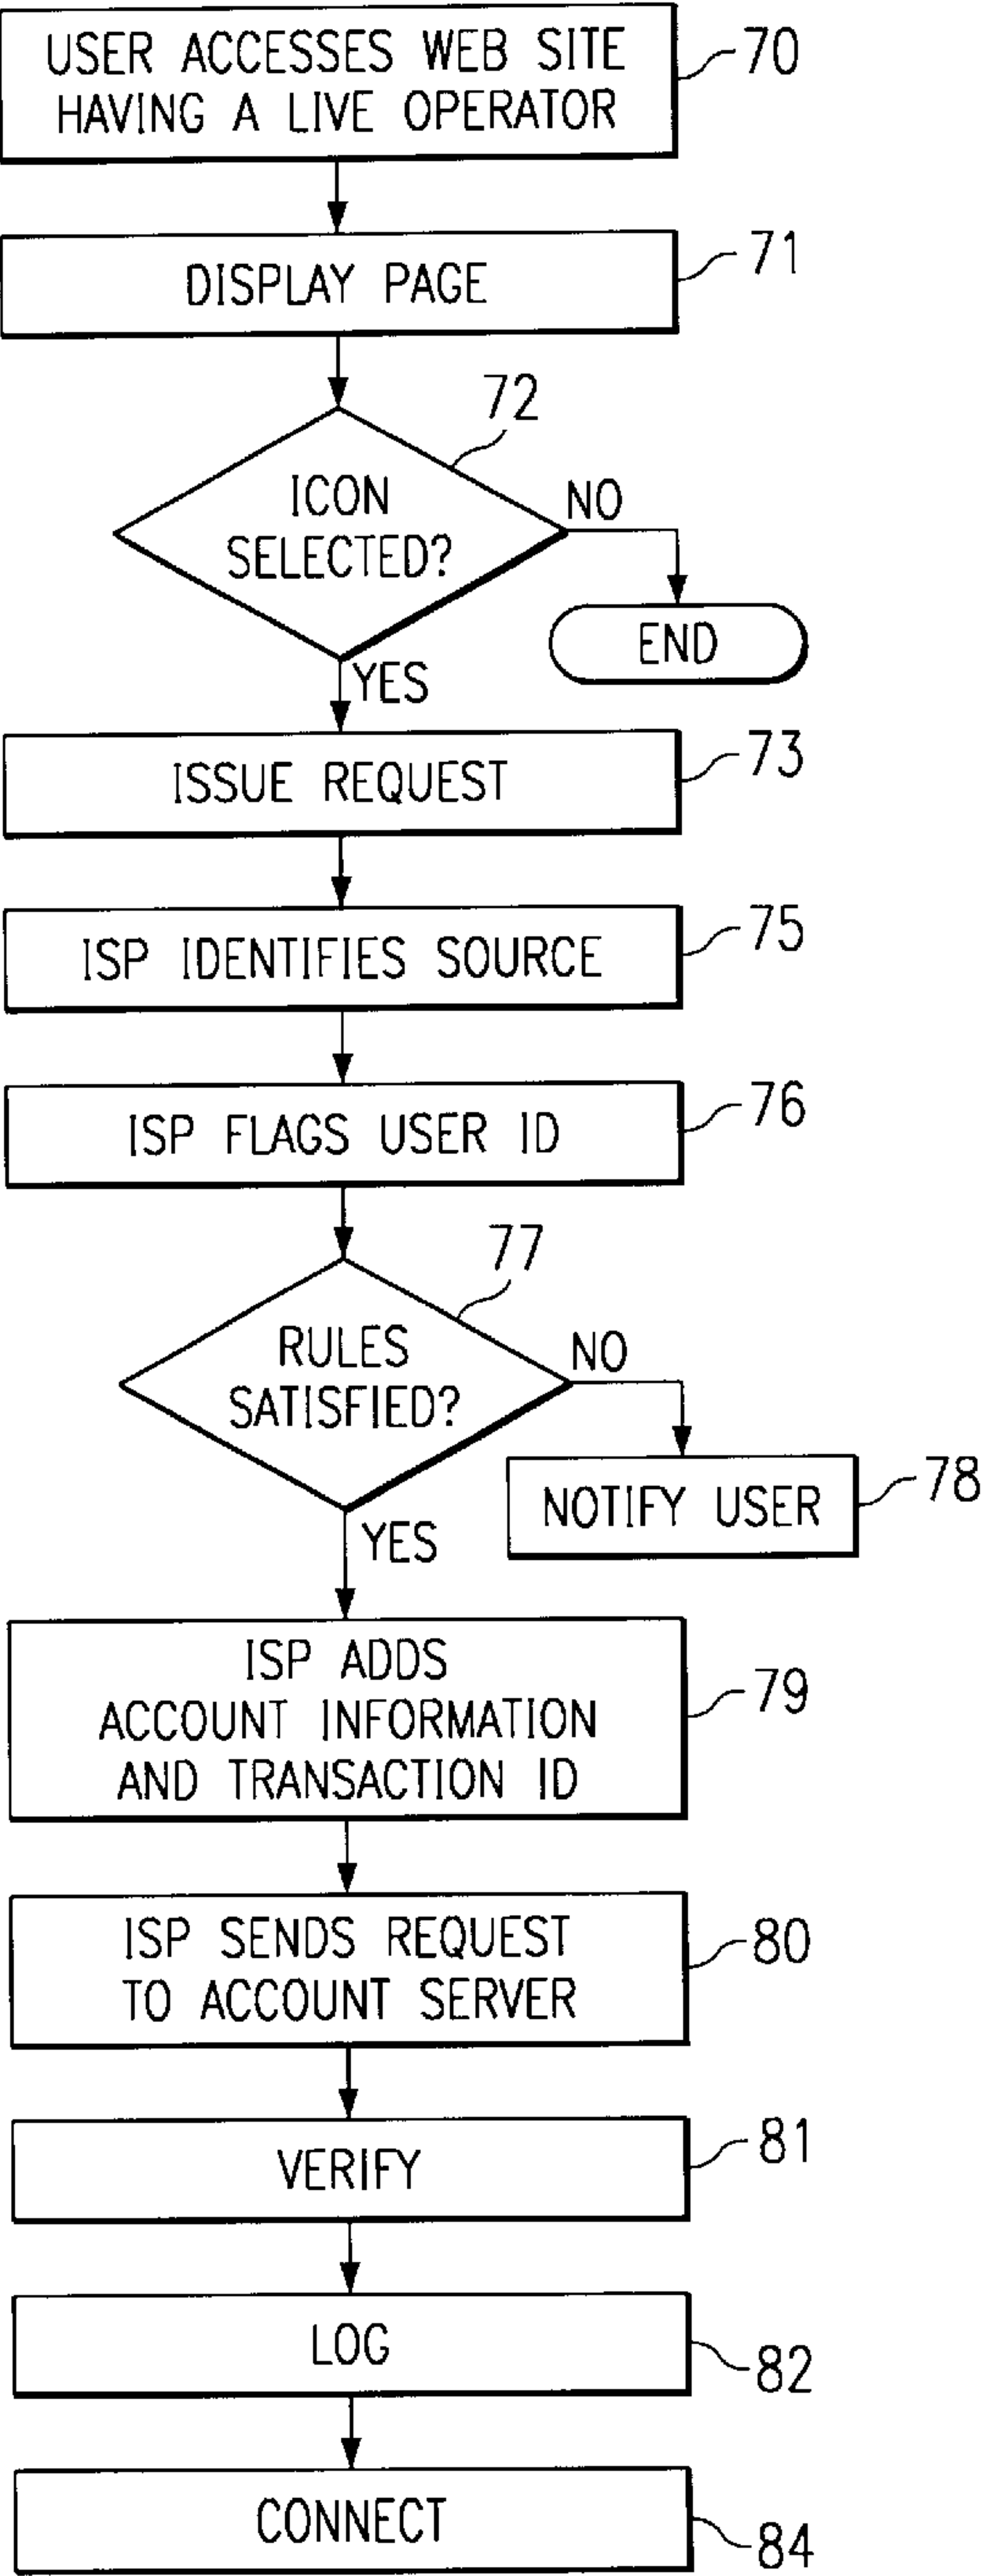 USER ACCESSES WEB SITE
HAVING A LIVE OPERATOR
70
DISPLAY PAGE
71
72
ICON
SELECTED?
NO
END
YES
ISSUE REQUEST
73
ISP IDENTIFIES SOURCE
75
ISP FLAGS USER ID
76
77
RULES
SATISFIED?
NO
NOTIFY USER
78
YES
ISP ADDS
ACCOUNT INFORMATION
AND TRANSACTION ID
79
ISP SENDS REQUEST
TO ACCOUNT SERVER
80
VERIFY
81
LOG
82
CONNECT
84